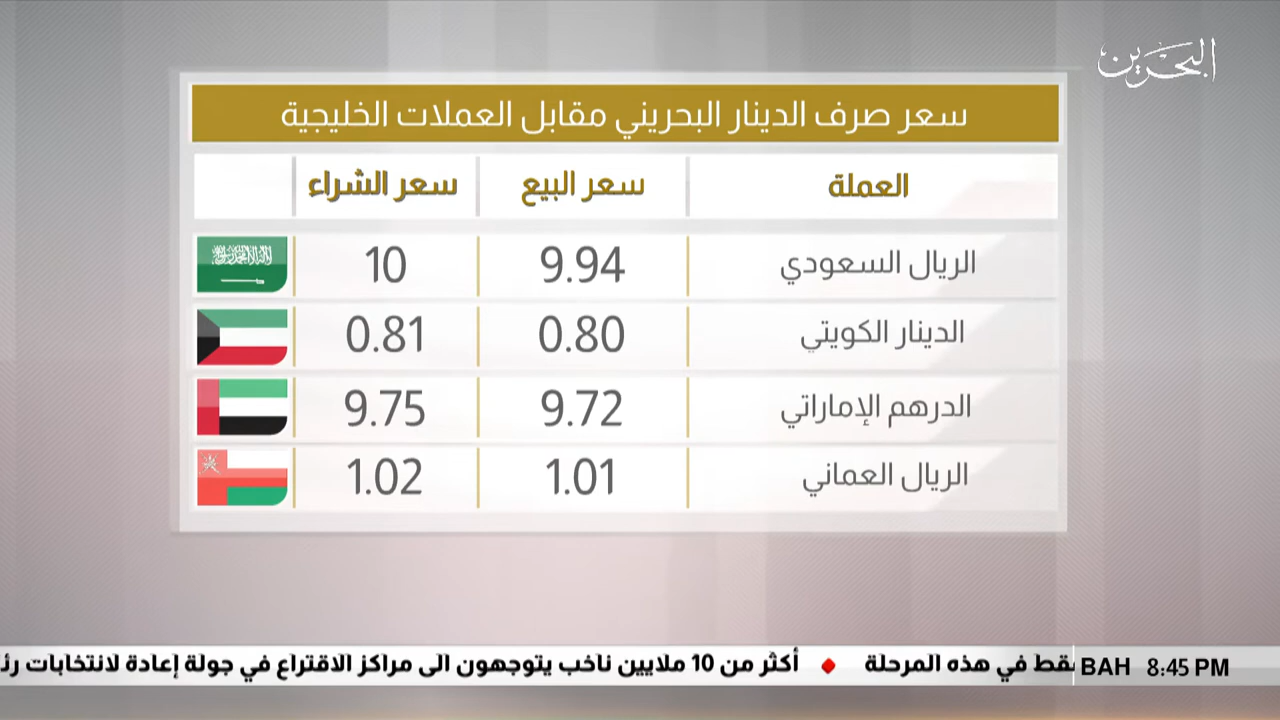 البحرين
سعر صرف الدينار البحريني مقابل العملات الخليجية
العملة سعر البيع سعر الشراء
الريال السعودي 9.94 10
الدينار الكويتي 0.80 0.81
الدرهم الإماراتي 9.72 9.75
الريال العماني 1.01 1.02
BAH 8:45 PM
في هذه المرحلة ♦ أكثر من 10 ملايين ناخب يتوجهون الى مراكز الاقتراع في جولة إعادة لانتخابات